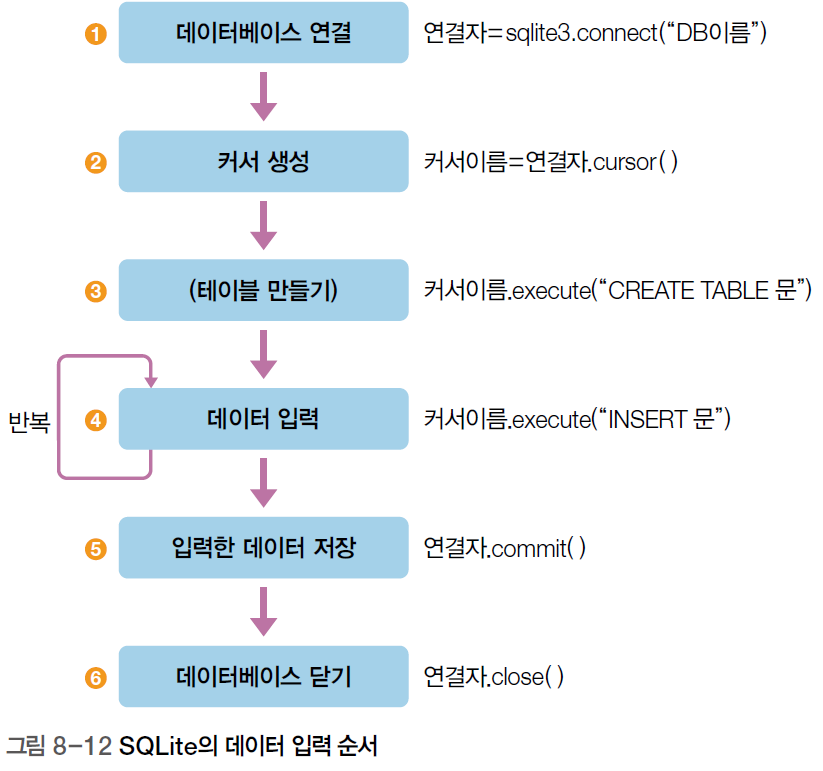 1 데이터베이스 연결 연결자=sqlite3.connect(“DB이름”)
2 커서 생성 커서이름=연결자.cursor( )
3 (테이블 만들기) 커서이름.execute(“CREATE TABLE 문”)
반복 4 데이터 입력 커서이름.execute(“INSERT 문”)
5 입력한 데이터 저장 연결자.commit( )
6 데이터베이스 닫기 연결자.close( )
그림 8-12 SQLite의 데이터 입력 순서